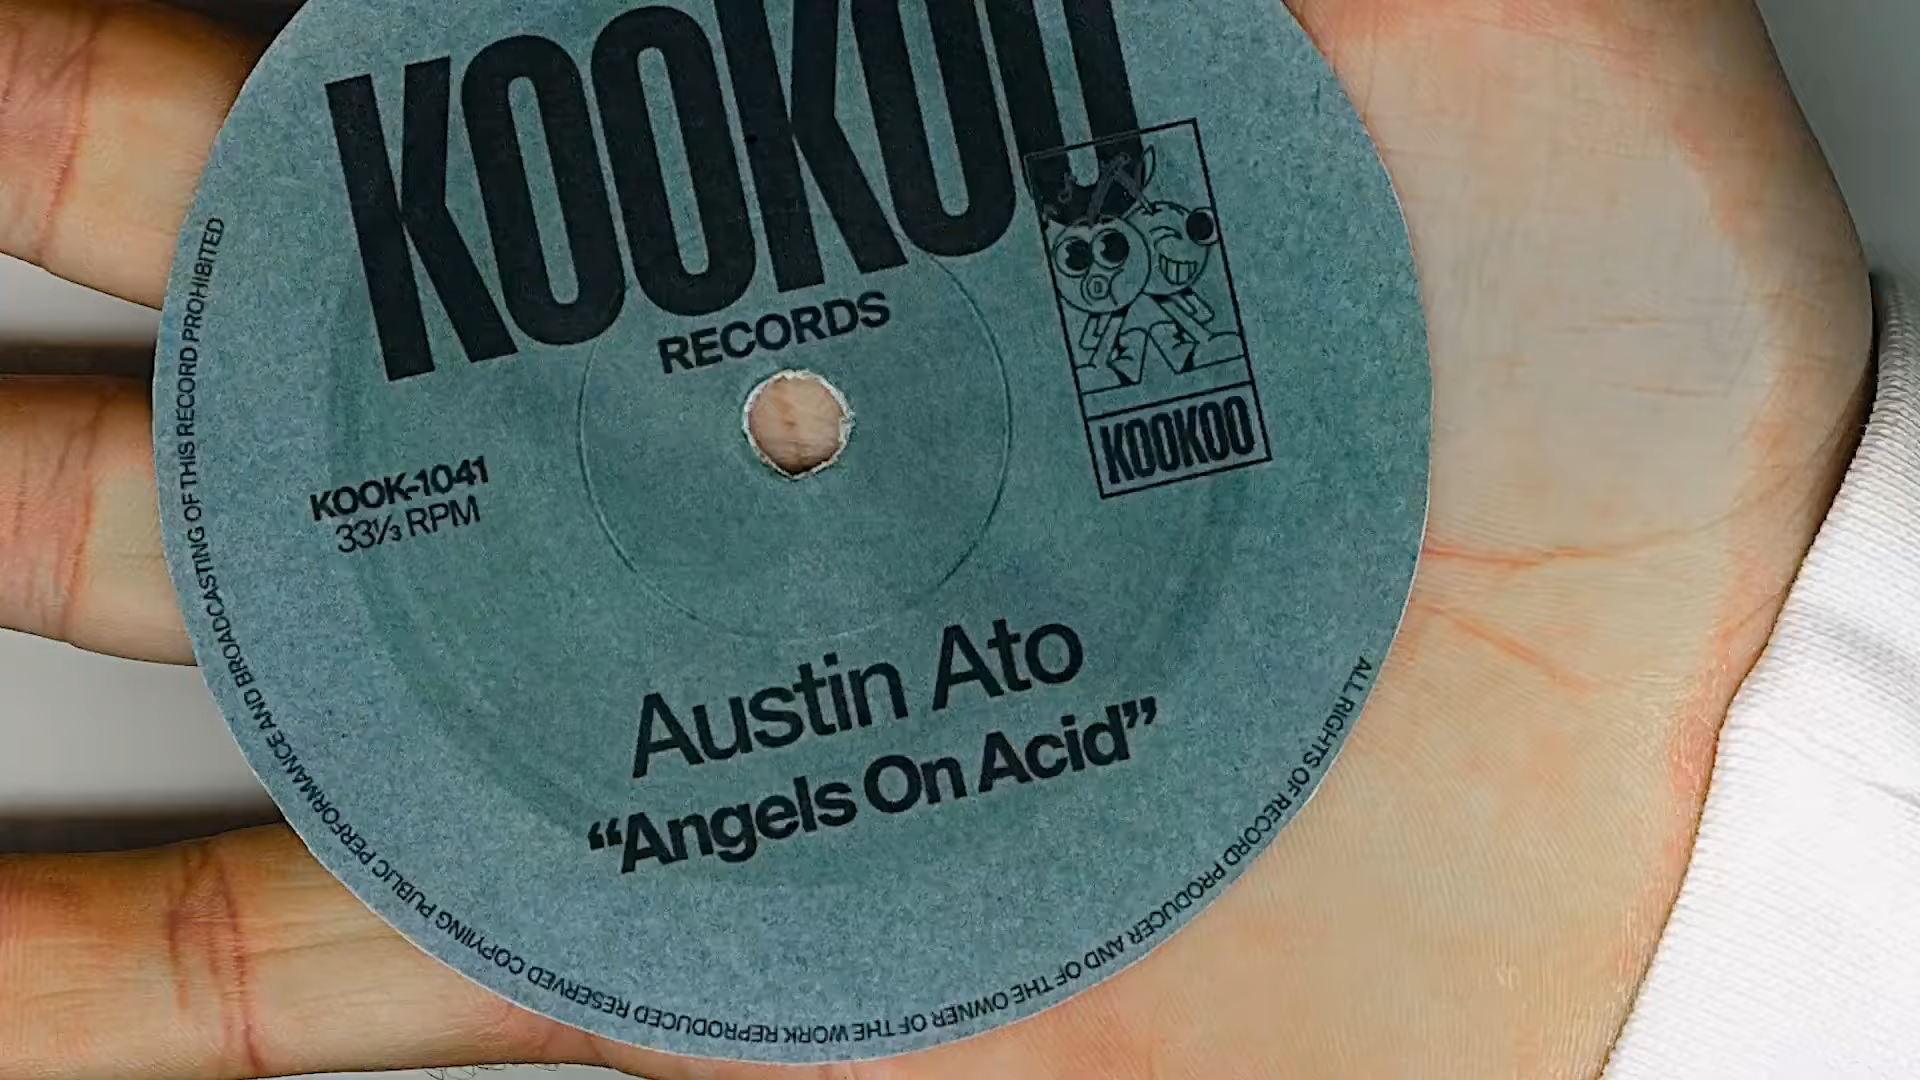 KOOKOO
RECORDS
KOOKOO
KOOK-1041
33⅓ RPM
Austin Ato
“Angels On Acid”
ALL RIGHTS OF RECORD PRODUCER AND OF THE OWNER OF THE WORK REPRODUCED RESERVED COPYIING PUBLIC PERFORMANCE AND BROADCASTING OF THIS RECORD PROHIBITED